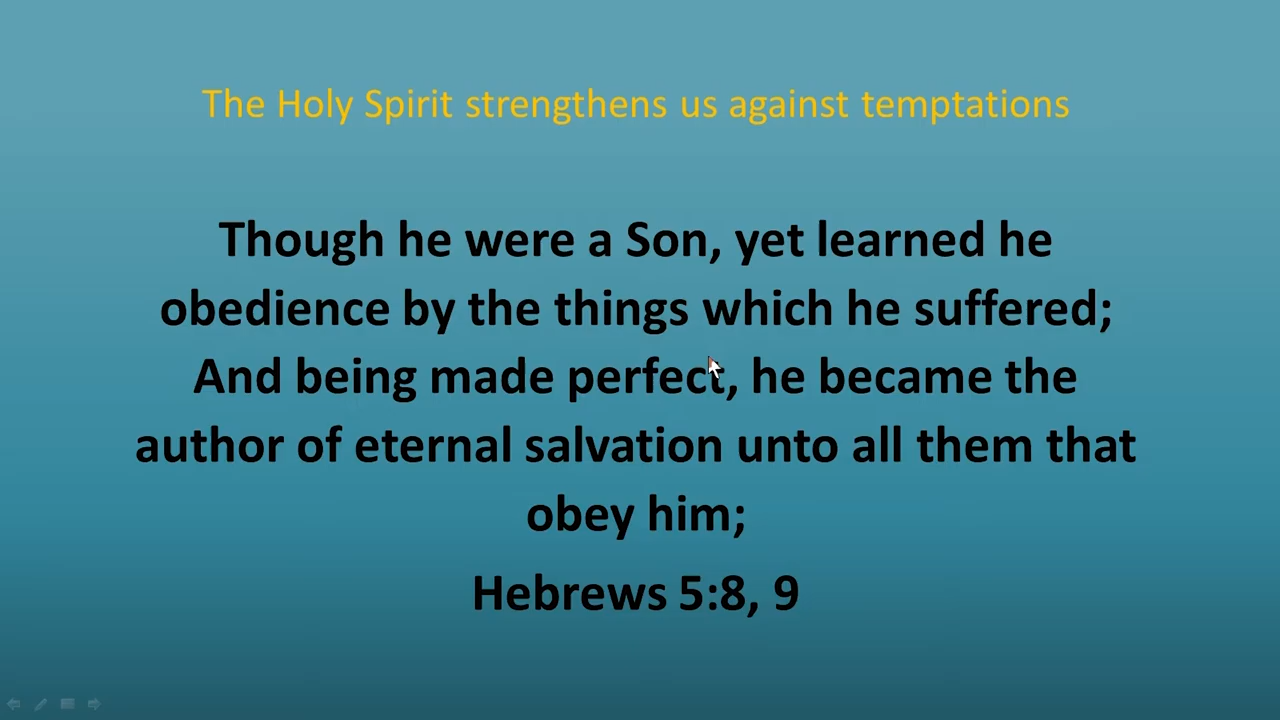 The Holy Spirit strengthens us against temptations
Though he were a Son, yet learned he
obedience by the things which he suffered;
And being made perfect, he became the
author of eternal salvation unto all them that
obey him;
Hebrews 5:8, 9